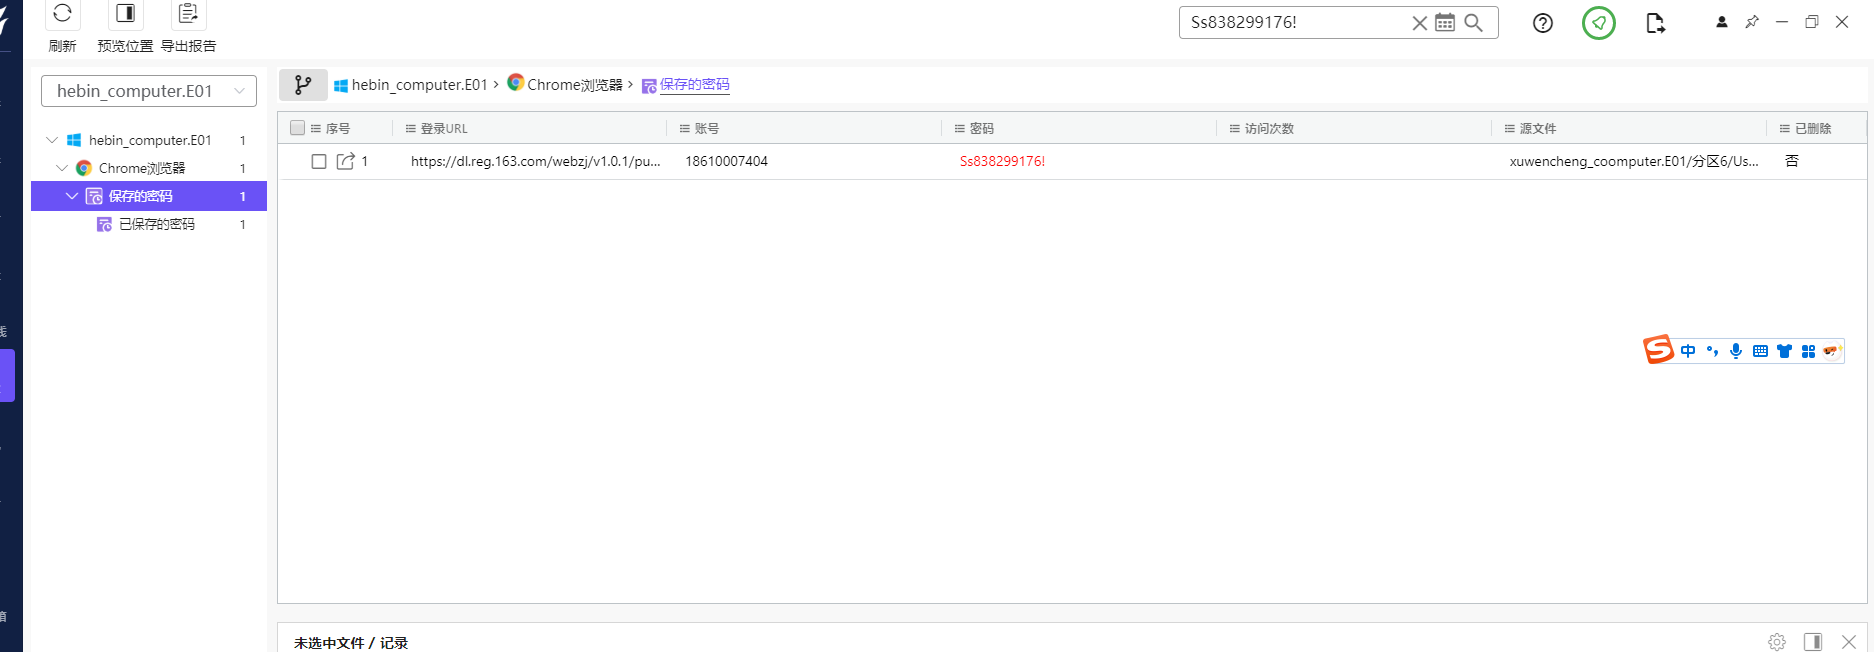 Ss838299176!
刷新 预览位置 导出报告
hebin_computer.E01
hebin_computer.E01 > Chrome浏览器 > 保存的密码
序号 登录URL 账号 密码 访问次数 源文件 已删除
hebin_computer.E01 1
1 https://dl.reg.163.com/webzj/v1.0.1/pu... 18610007404 Ss838299176! xuwencheng_coomputer.E01/分区6/Us... 否
Chrome浏览器 1
保存的密码 1
已保存的密码 1
中
未选中文件 / 记录